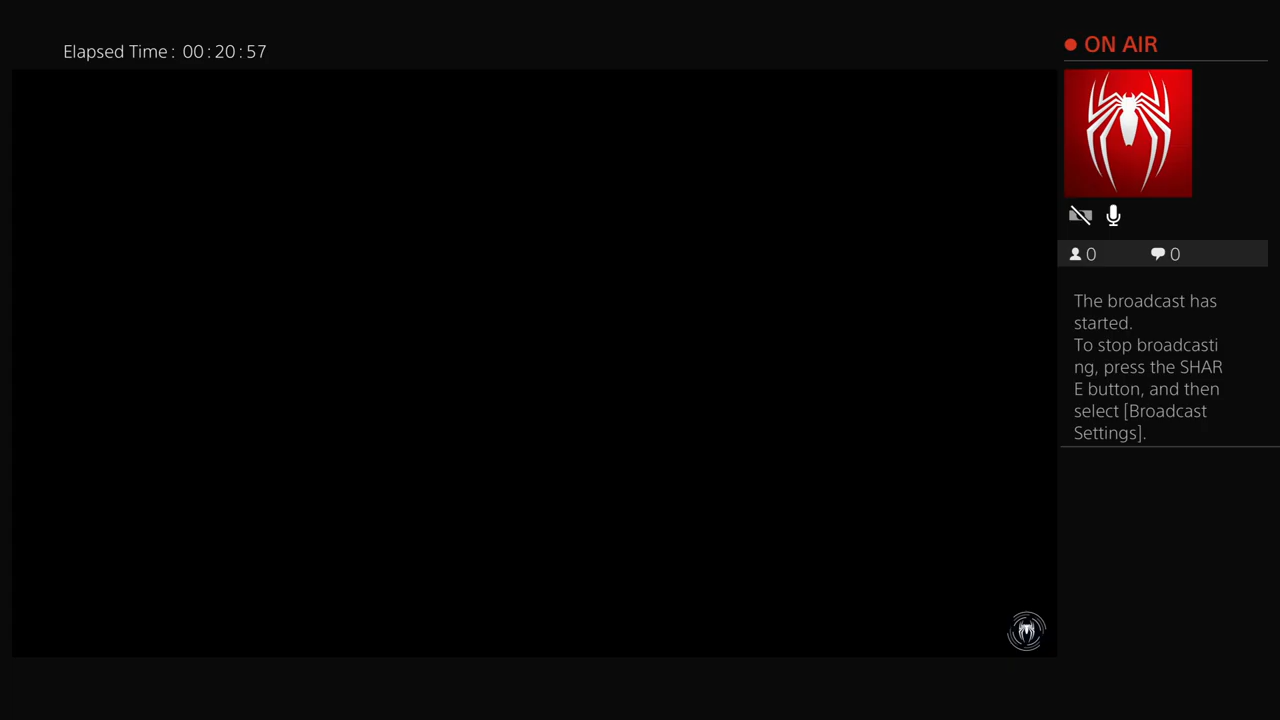 Elapsed Time: 00:20:57
ON AIR
0 0
The broadcast has
started.
To stop broadcasti
ng, press the SHAR
E button, and then
select [Broadcast
Settings].